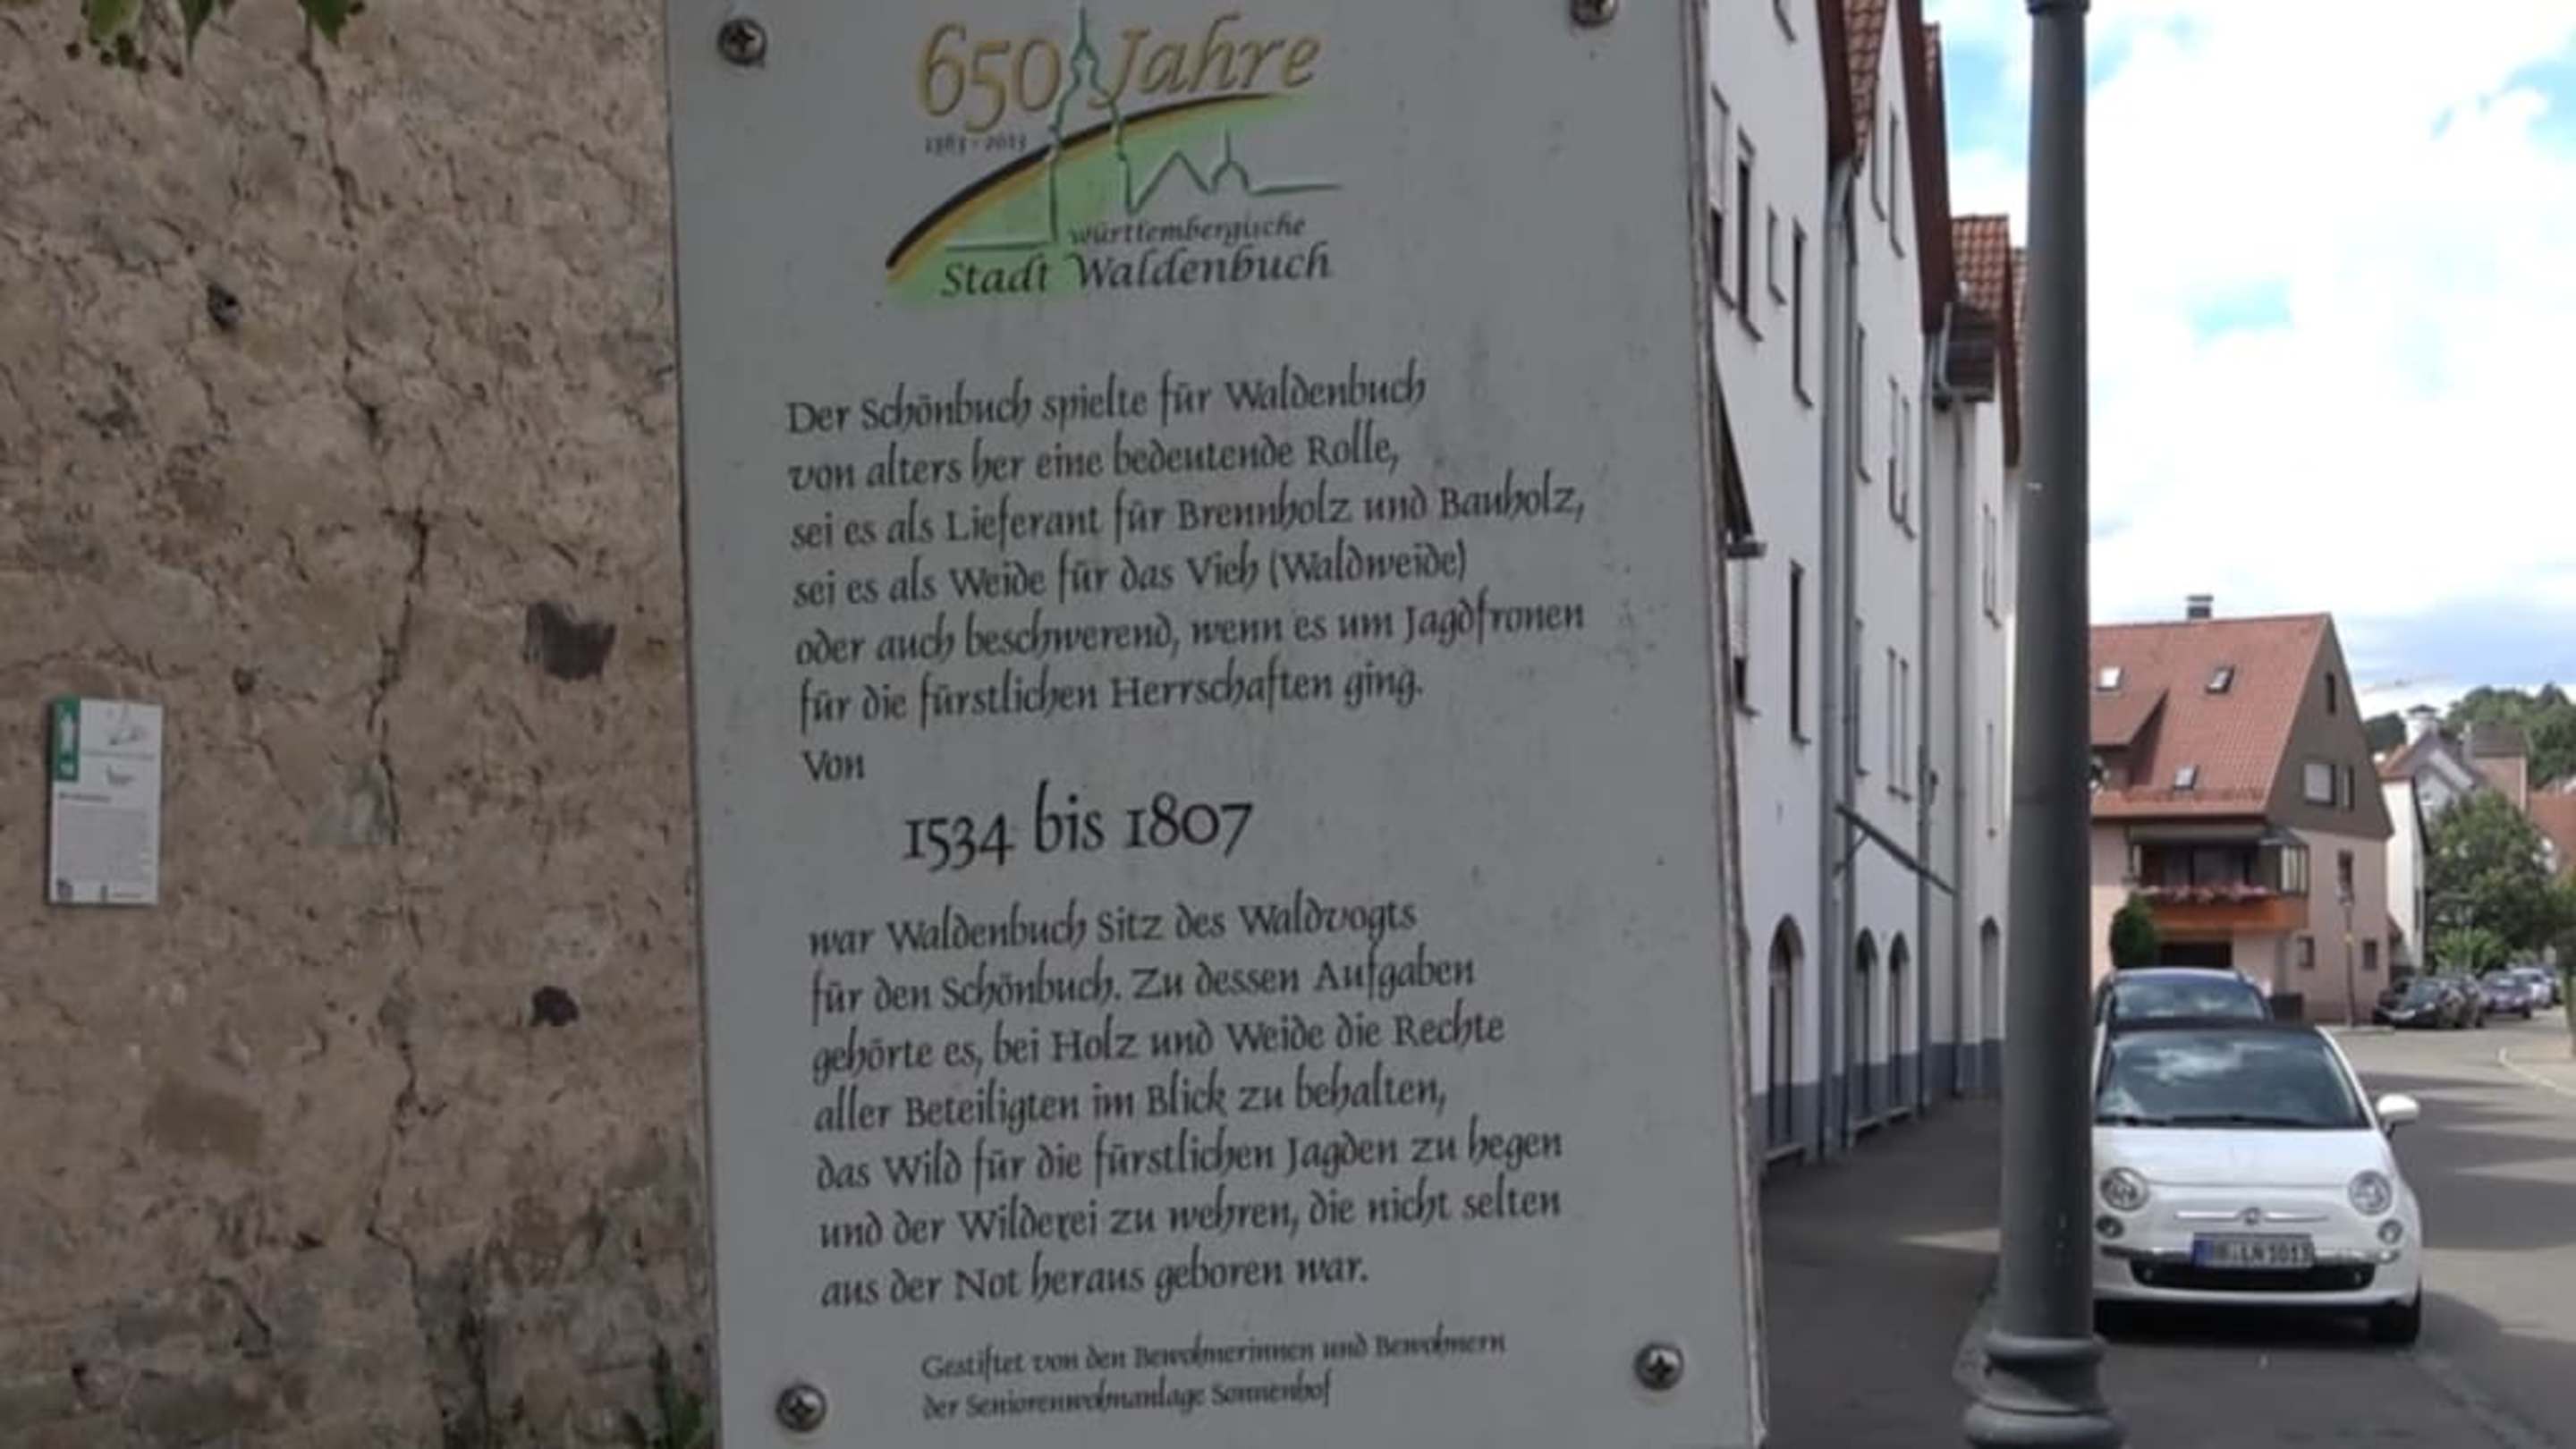 650 Jahre
1363 - 2013
württembergische
Stadt Waldenbuch
Der Schönbuch spielte für Waldenbuch
von alters her eine bedeutende Rolle,
sei es als Lieferant für Brennholz und Bauholz,
sei es als Weide für das Vieh (Waldweide)
oder auch beschwerend, wenn es um Jagdfronen
für die fürstlichen Herrschaften ging.
Von
1534 bis 1807
war Waldenbuch Sitz des Waldvogts
für den Schönbuch. Zu dessen Aufgaben
gehörte es, bei Holz und Weide die Rechte
aller Beteiligten im Blick zu behalten,
das Wild für die fürstlichen Jagden zu hegen
und der Wilderei zu wehren, die nicht selten
aus der Not heraus geboren war.
Gestiftet von den Bewohnerinnen und Bewohnern
der Seniorenwohnanlage Sonnenhof